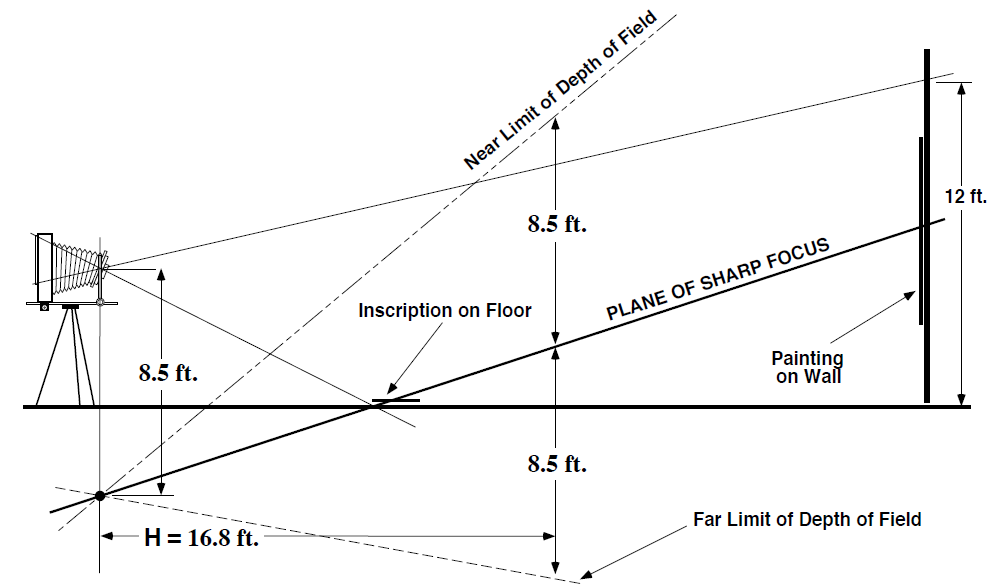 Near Limit of Depth of Field
12 ft.
8.5 ft.
PLANE OF SHARP FOCUS
Inscription on Floor
8.5 ft.
Painting
on Wall
8.5 ft.
Far Limit of Depth of Field
H = 16.8 ft.